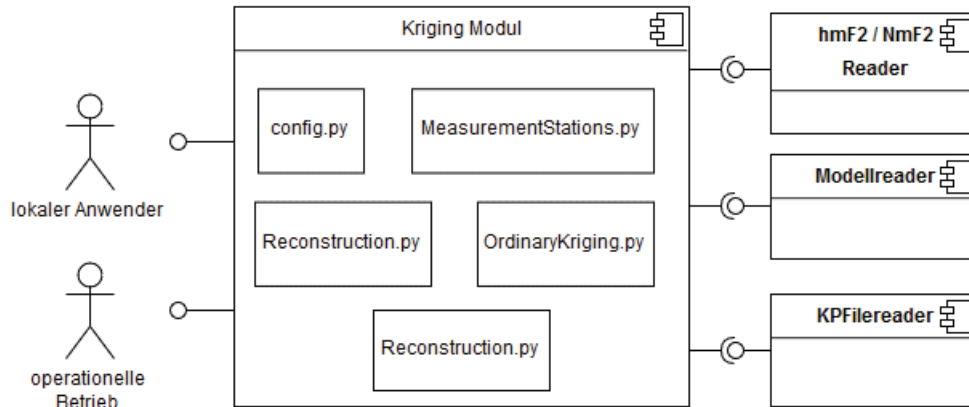 Kriging Modul
config.py
MeasurementStations.py
Reconstruction.py
OrdinaryKriging.py
Reconstruction.py
lokaler Anwender
operationelle
Betrieb
hmF2 / NmF2
Reader
Modellreader
KPFilereader